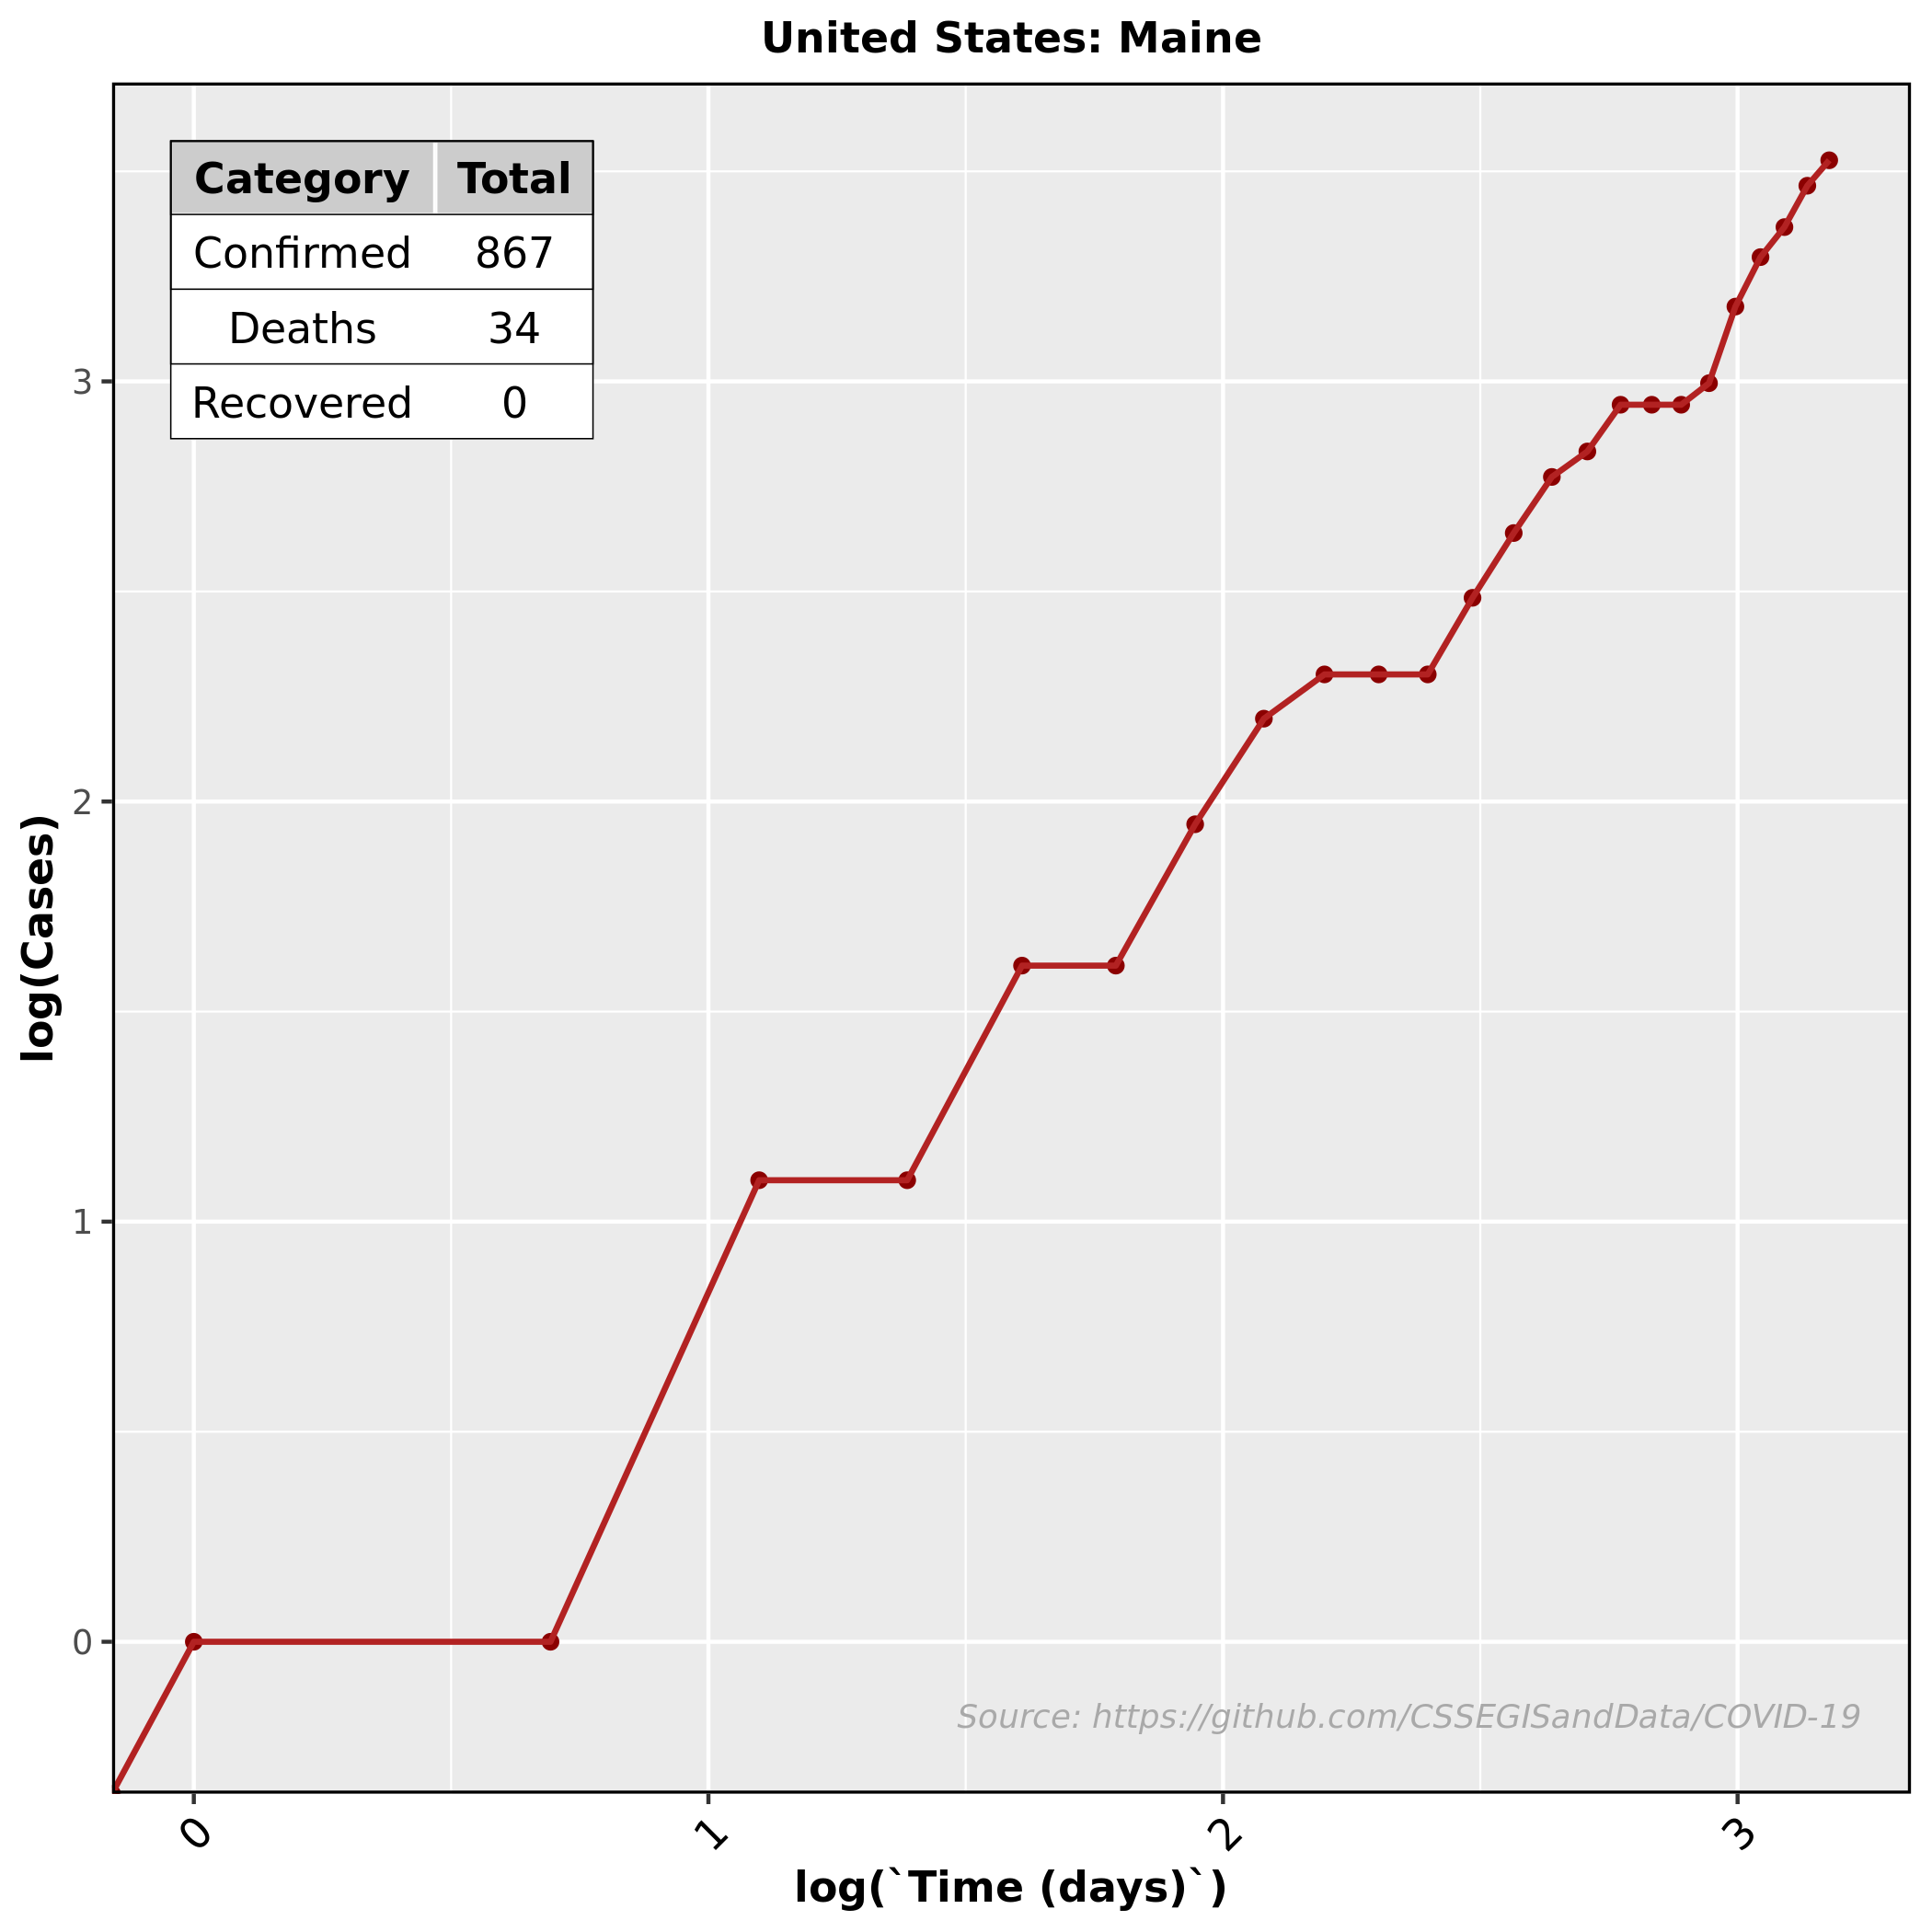 United States: Maine
Category Total
Confirmed 867
Deaths 34
Recovered 0
3
2
1
0
log(Cases)
Source: https://github.com/CSSEGISandData/COVID-19
0 1 2 3
log(`Time (days)`)